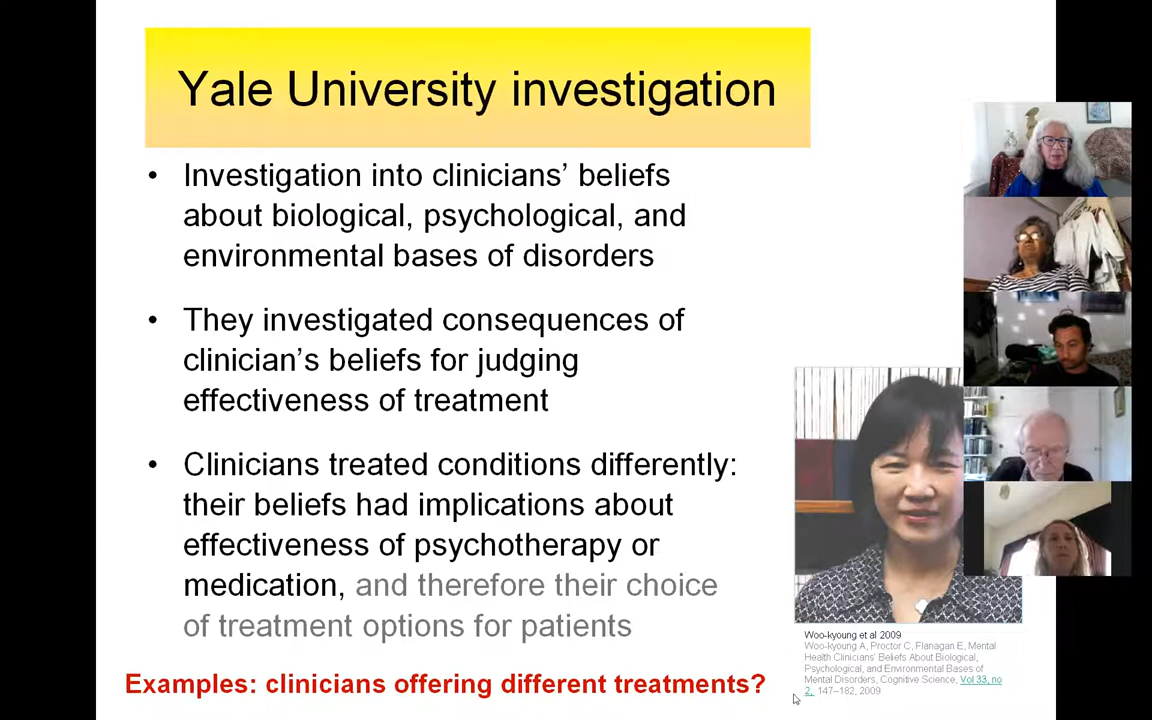 Yale University investigation
• Investigation into clinicians' beliefs
about biological, psychological, and
environmental bases of disorders
• They investigated consequences of
clinician's beliefs for judging
effectiveness of treatment
• Clinicians treated conditions differently:
their beliefs had implications about
effectiveness of psychotherapy or
medication, and therefore their choice
of treatment options for patients
Examples: clinicians offering different treatments?
Woo-kyoung et al 2009
Woo-kyoung A, Proctor C, Flanagan E, Mental
Health Clinicians' Beliefs About Biological,
Psychological, and Environmental Bases of
Mental Disorders, Cognitive Science, Vol 33, no
2, 147–182, 2009